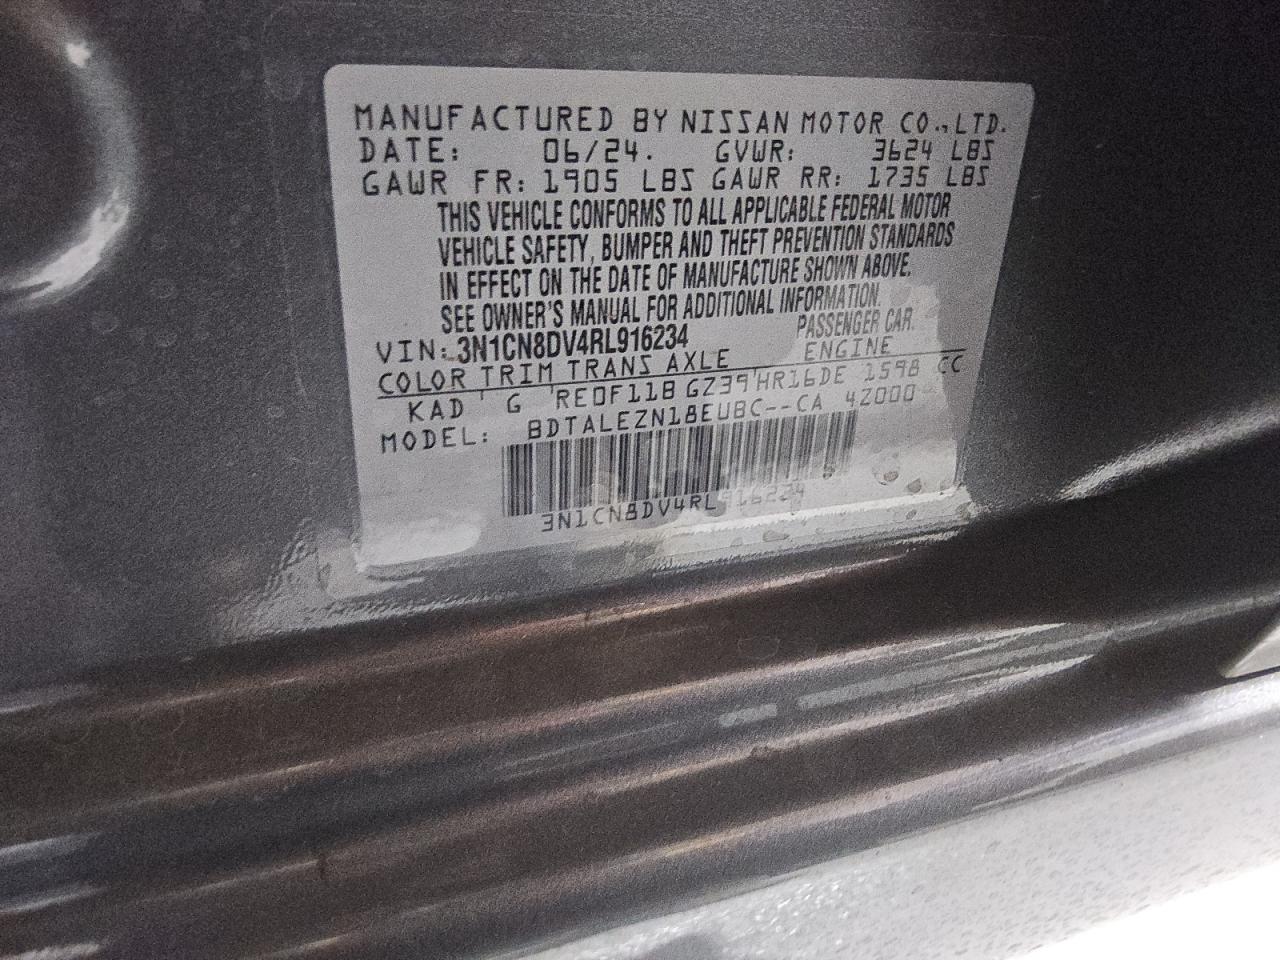 MANUFACTURED BY NISSAN MOTOR CO.,LTD.
DATE: 06/24. GVWR: 3624 LBS
GAWR FR: 1905 LBS GAWR RR: 1735 LBS
THIS VEHICLE CONFORMS TO ALL APPLICABLE FEDERAL MOTOR
VEHICLE SAFETY, BUMPER AND THEFT PREVENTION STANDARDS
IN EFFECT ON THE DATE OF MANUFACTURE SHOWN ABOVE.
SEE OWNER'S MANUAL FOR ADDITIONAL INFORMATION.
VIN: 3N1CN8DV4RL916234 PASSENGER CAR.
COLOR TRIM TRANS AXLE ENGINE
KAD G RE0F11B GZ39 HR16DE 1598 CC
MODEL: BDTALEZN18EUBC--CA 42000
3N1CN8DV4RL916234